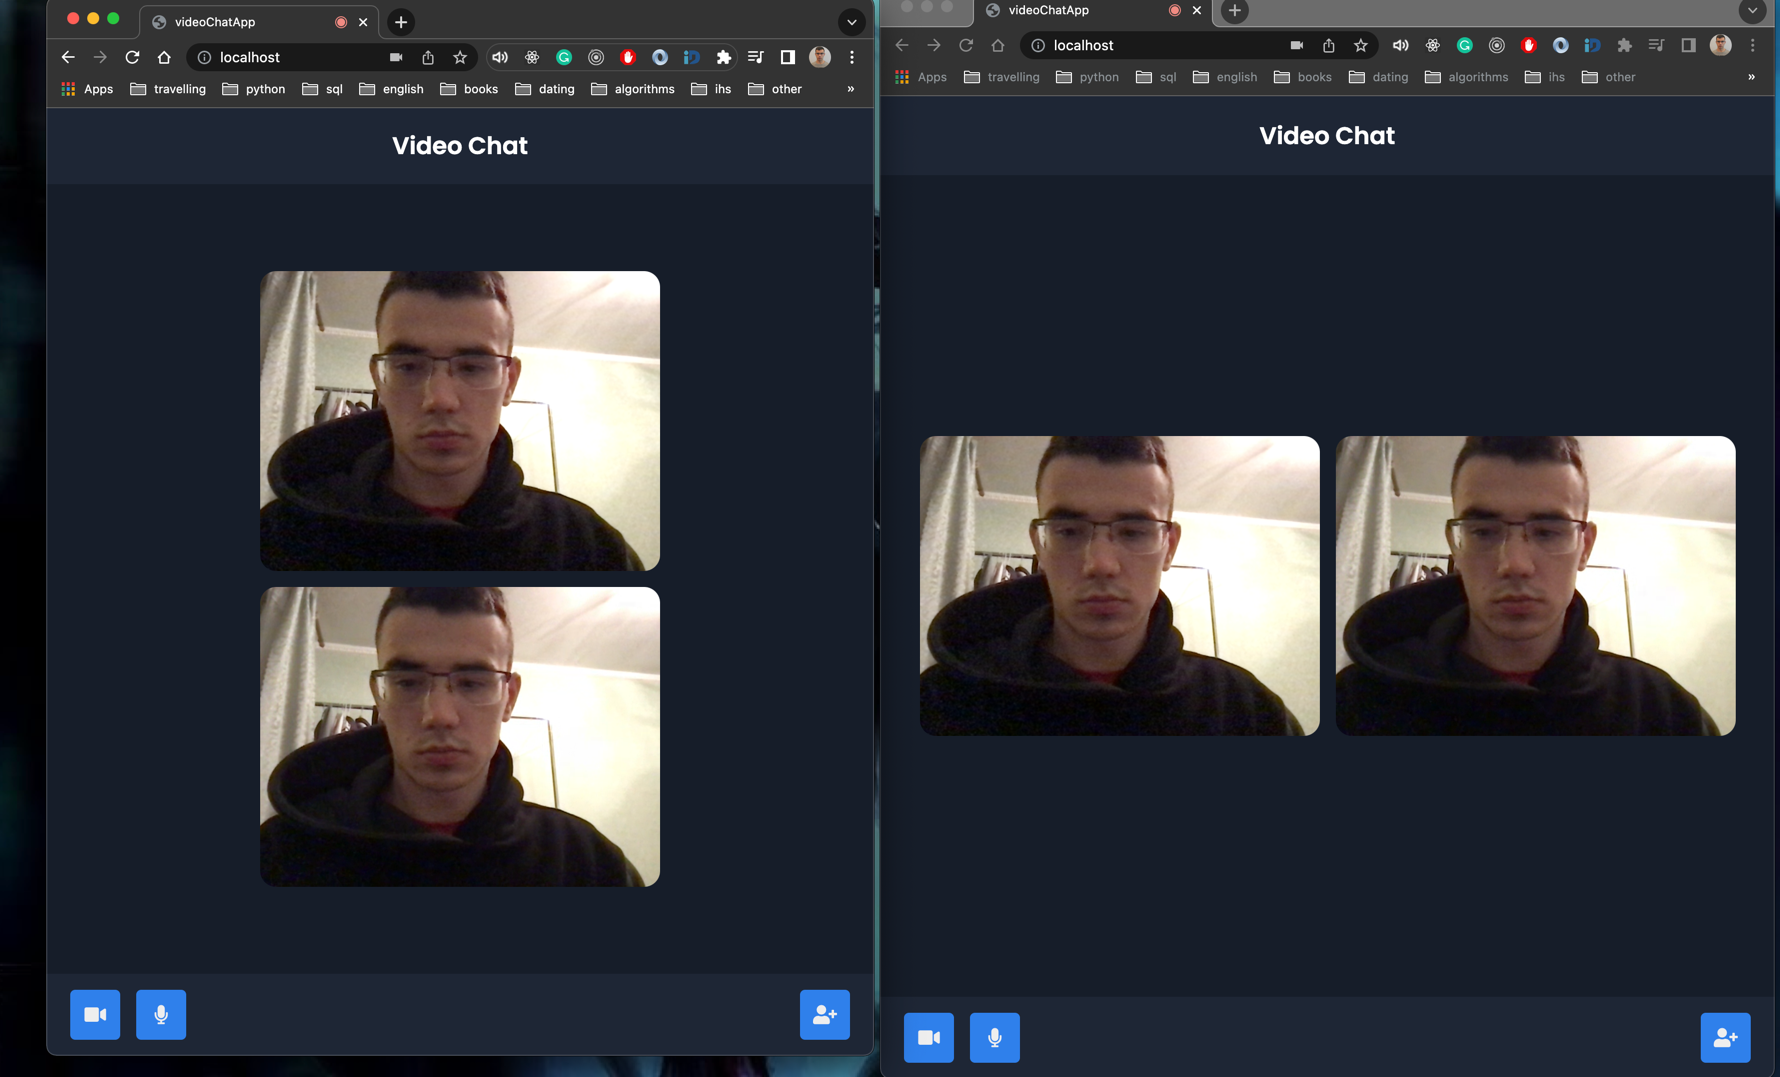 videoChatApp
localhost
Apps travelling python sql english books dating algorithms ihs other »
Video Chat
videoChatApp
localhost
Apps travelling python sql english books dating algorithms ihs other »
Video Chat